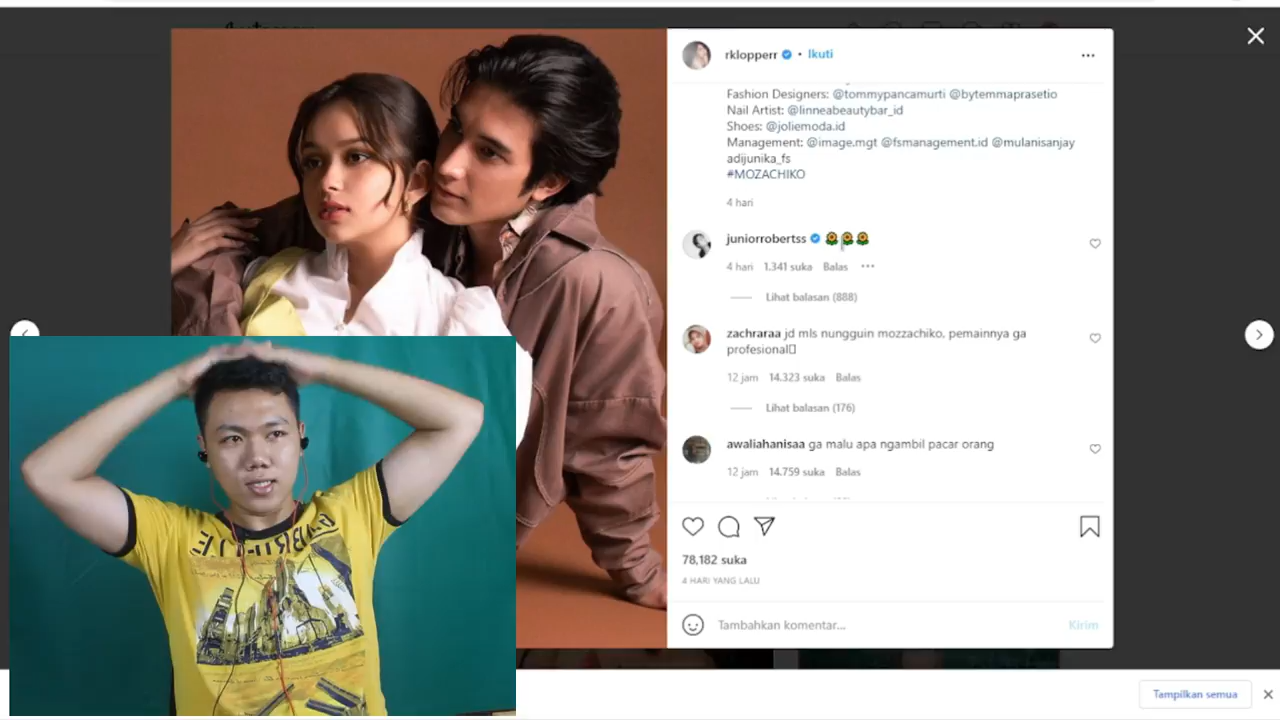 rklopperr • Ikuti
Fashion Designers: @tommypancamurti @bytemmaprasetio
Nail Artist: @linneabeautybar_id
Shoes: @joliemoda.id
Management: @image.mgt @fsmanagement.id @mulanisanjay
adijunika_fs
#MOZACHIKO
4 hari
juniorrobertss 🌻🌻🌻
4 hari 1.341 suka Balas
Lihat balasan (888)
zachraraa jd mls nungguin mozzachiko, pemainnya ga
profesional
12 jam 14.323 suka Balas
Lihat balasan (176)
awaliahanisaa ga malu apa ngambil pacar orang
12 jam 14.759 suka Balas
78,182 suka
4 HARI YANG LALU
Tambahkan komentar... Kirim
Tampilkan semua